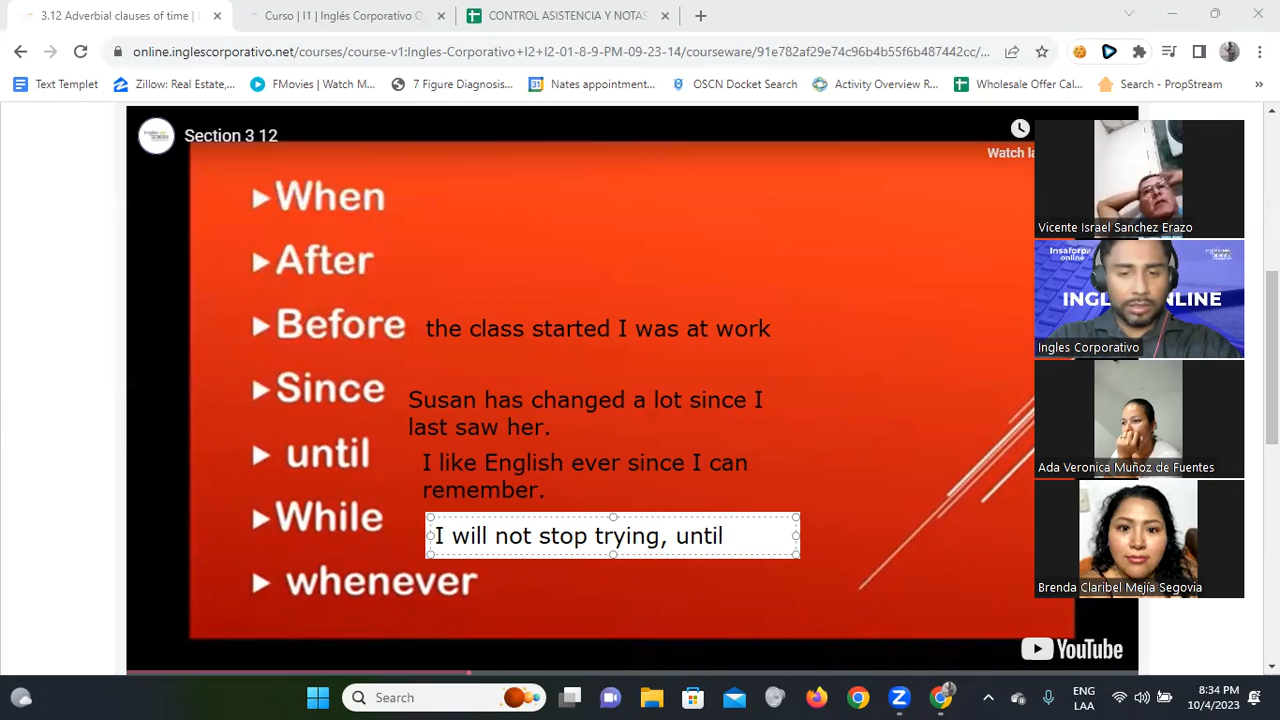 3.12 Adverbial clauses of time | U
Curso | I1 | Inglés Corporativo O
CONTROL ASISTENCIA Y NOTAS
online.inglescorporativo.net/courses/course-v1:Ingles-Corporativo+I2+I2-01-8-9-PM-09-23-14/courseware/91e782af29e74c96b4b55f6b487442cc/...
Text Templet
Zillow: Real Estate,...
FMovies | Watch M...
7 Figure Diagnosis...
Nates appointment...
OSCN Docket Search
Activity Overview R...
Wholesale Offer Cal...
Search - PropStream
Section 3 12
Watch la
When
After
Before the class started I was at work
Since
Susan has changed a lot since I
last saw her.
until
I like English ever since I can
remember.
While
I will not stop trying, until
whenever
YouTube
Vicente Israel Sanchez Erazo
Insaforp
online
INGL ONLINE
Ingles Corporativo
Ada Veronica Muñoz de Fuentes
Brenda Claribel Mejía Segovia
Search
ESP
LAA
8:34 PM
10/4/2023